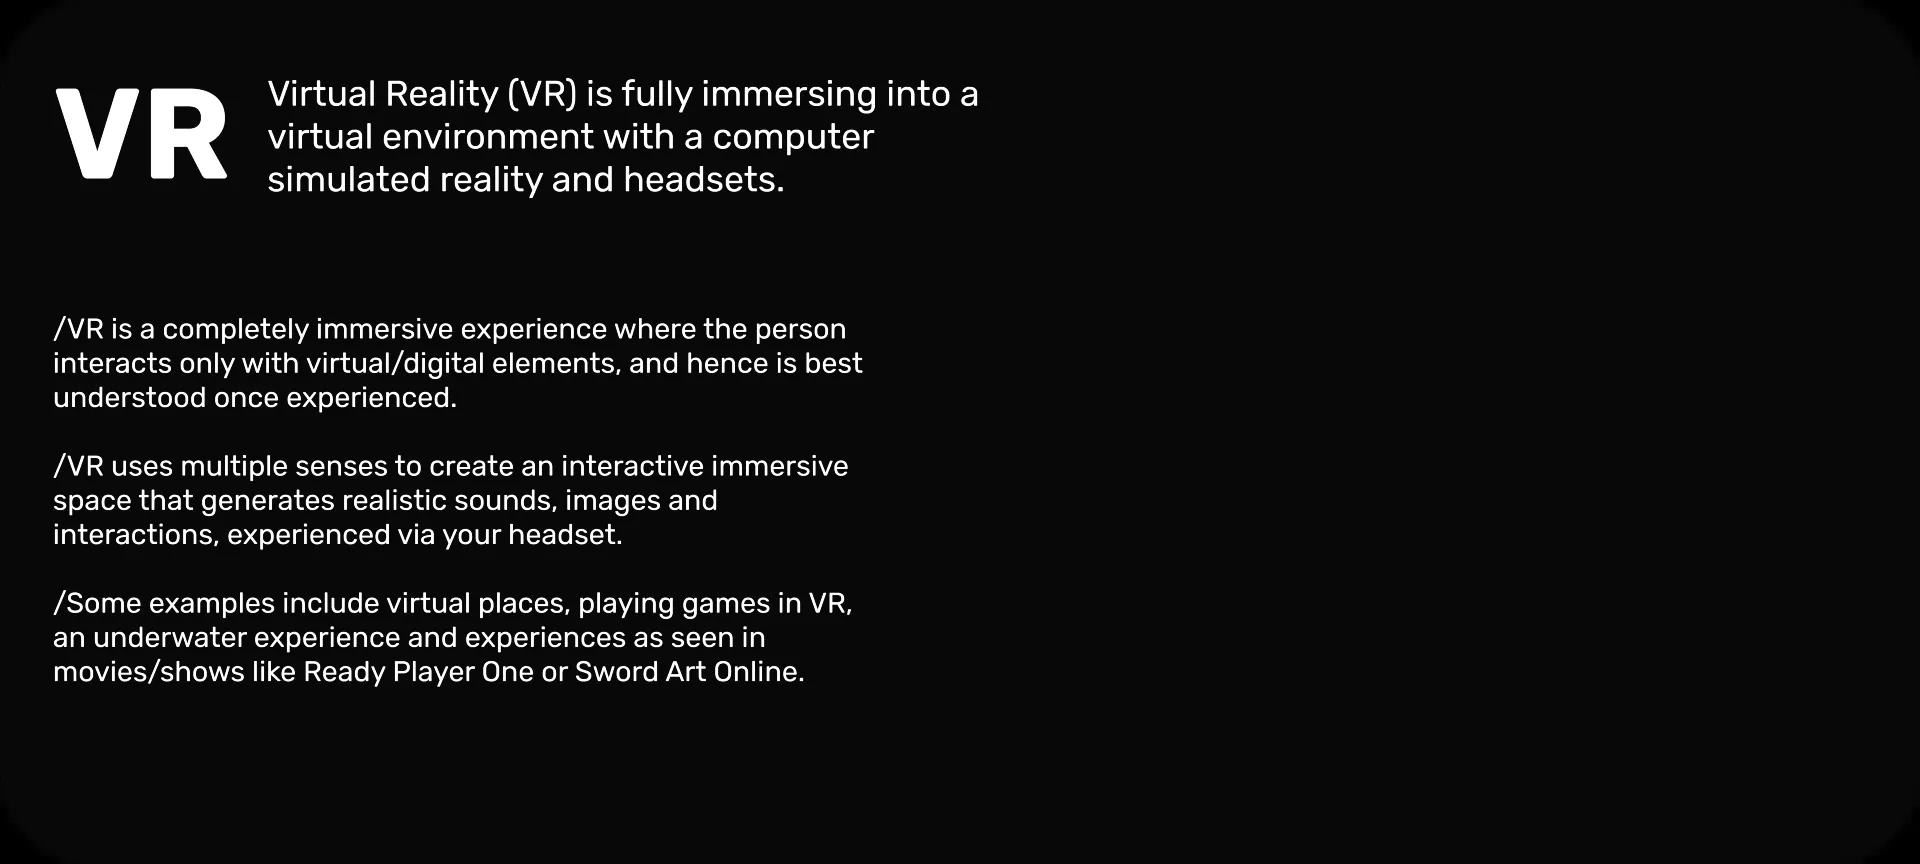 VR
Virtual Reality (VR) is fully immersing into a
virtual environment with a computer
simulated reality and headsets.
/VR is a completely immersive experience where the person
interacts only with virtual/digital elements, and hence is best
understood once experienced.
/VR uses multiple senses to create an interactive immersive
space that generates realistic sounds, images and
interactions, experienced via your headset.
/Some examples include virtual places, playing games in VR,
an underwater experience and experiences as seen in
movies/shows like Ready Player One or Sword Art Online.